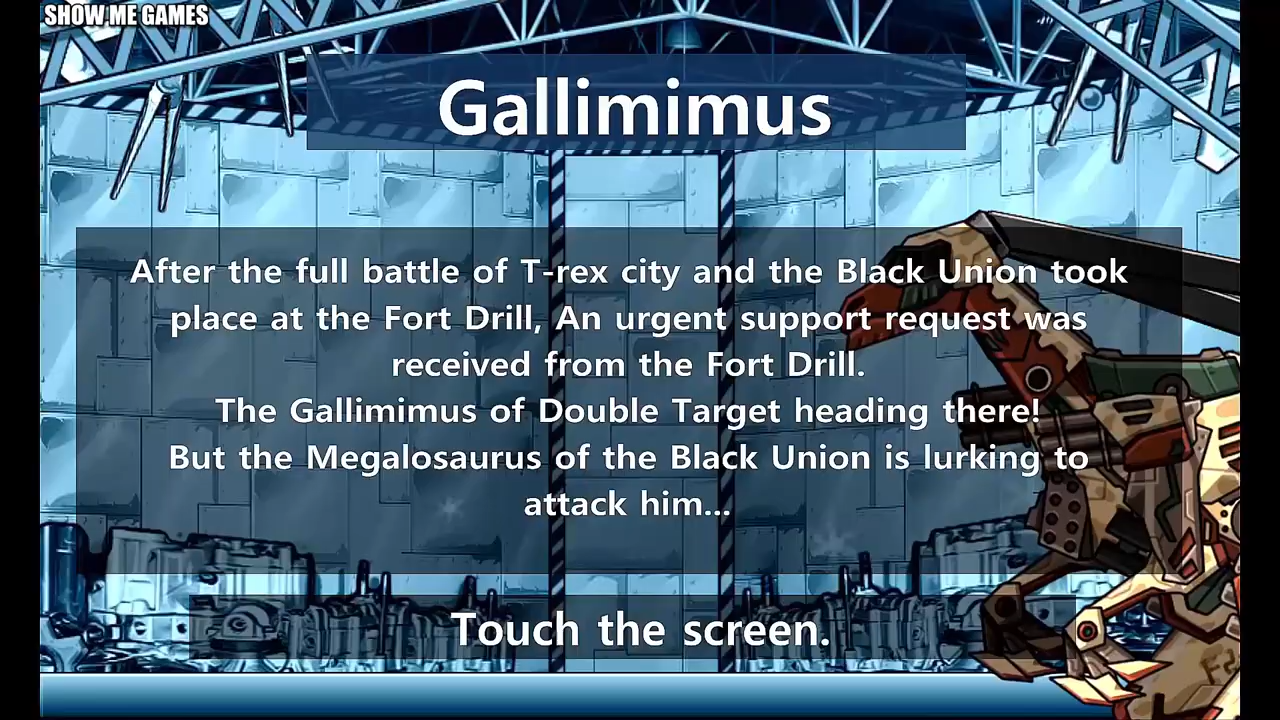 SHOW ME GAMES
Gallimimus
After the full battle of T-rex city and the Black Union took
place at the Fort Drill, An urgent support request was
received from the Fort Drill.
The Gallimimus of Double Target heading there!
But the Megalosaurus of the Black Union is lurking to
attack him...
Touch the screen.